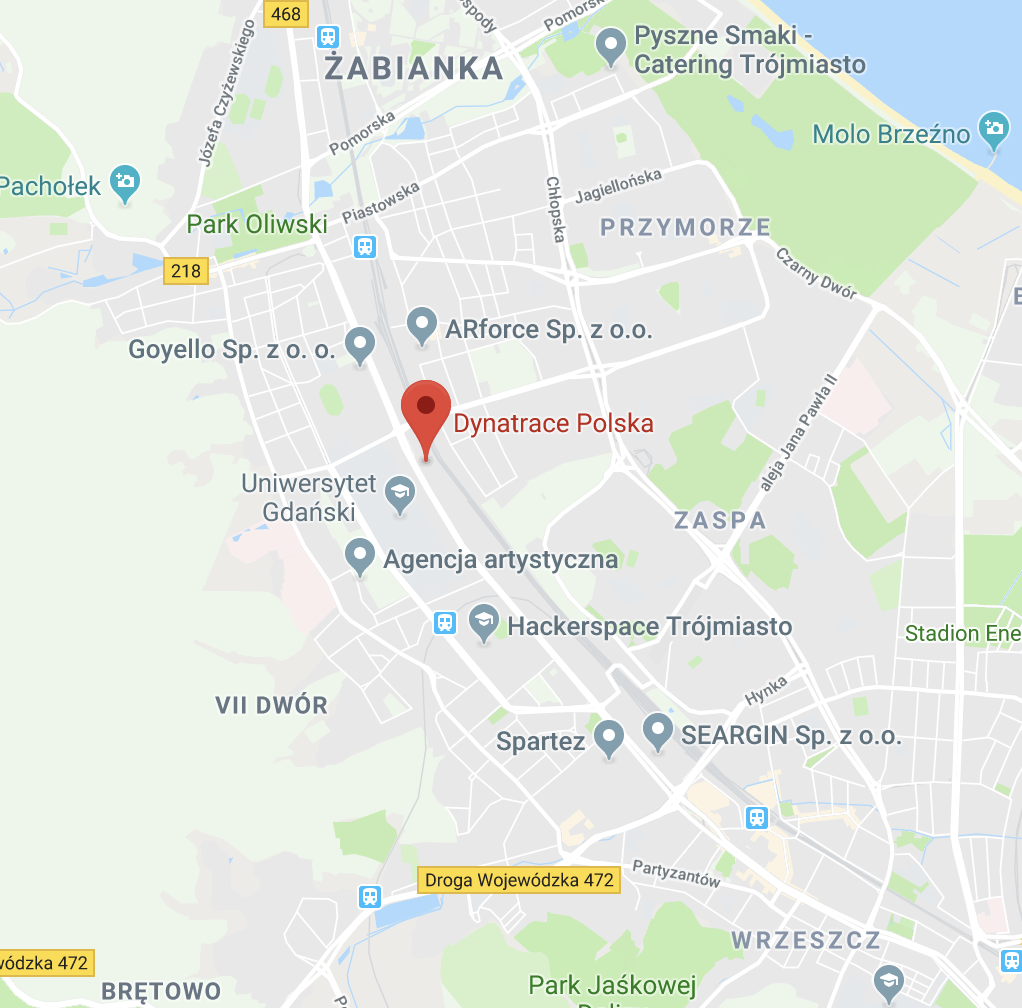 468
spody
Pomorsk
Pyszne Smaki -
Catering Trójmiasto
ŻABIANKA
Józefa Czyżewskiego
Pomorska
Molo Brzeźno
Pachołek
Piastowska
Chłopska
Jagiellońska
Park Oliwski
PRZYMORZE
218
Czarny Dwór
ARforce Sp. z o.o.
Goyello Sp. z o. o.
aleja Jana Pawła II
Dynatrace Polska
Uniwersytet
Gdański
ZASPA
Agencja artystyczna
Hackerspace Trójmiasto
Stadion Ene
Hynka
VII DWÓR
Spartez
SEARGIN Sp. z o.o.
Droga Wojewódzka 472
Partyzantów
WRZESZCZ
wódzka 472
BRĘTOWO
Park Jaśkowej